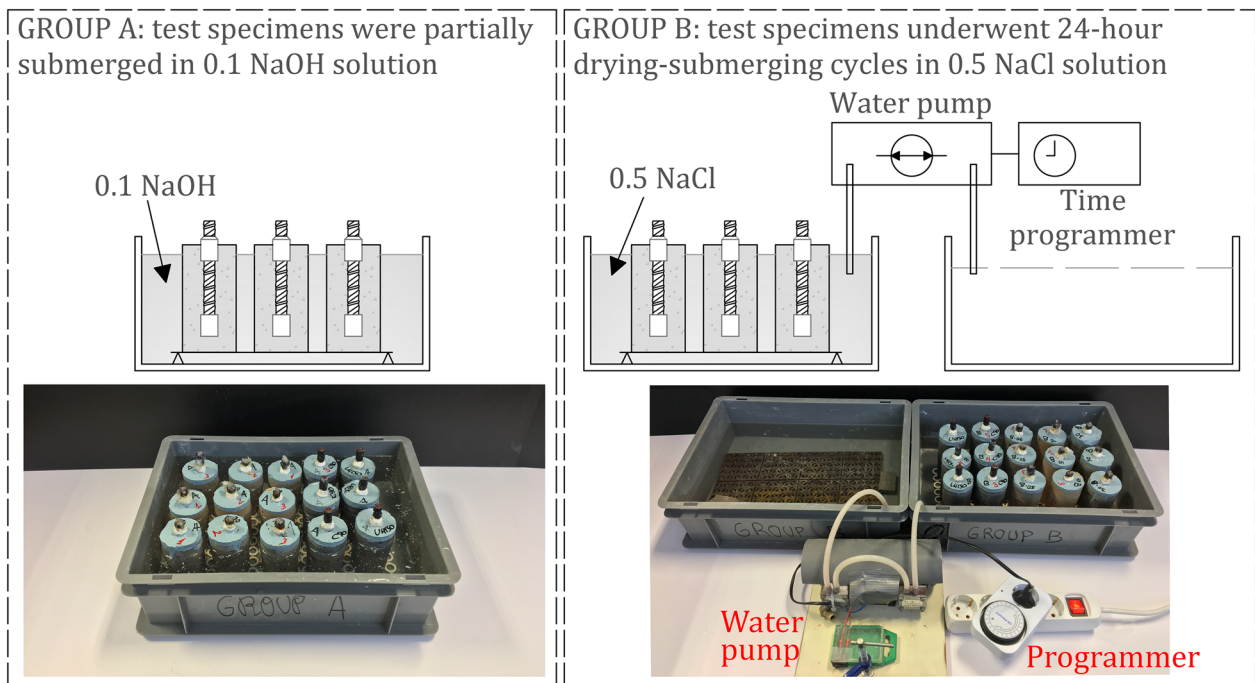 GROUP A: test specimens were partially
submerged in 0.1 NaOH solution
0.1 NaOH
GROUP A
GROUP B: test specimens underwent 24-hour
drying-submerging cycles in 0.5 NaCl solution
Water pump
0.5 NaCl
Time
programmer
GROUP
GROUP B
Water
pump
Programmer